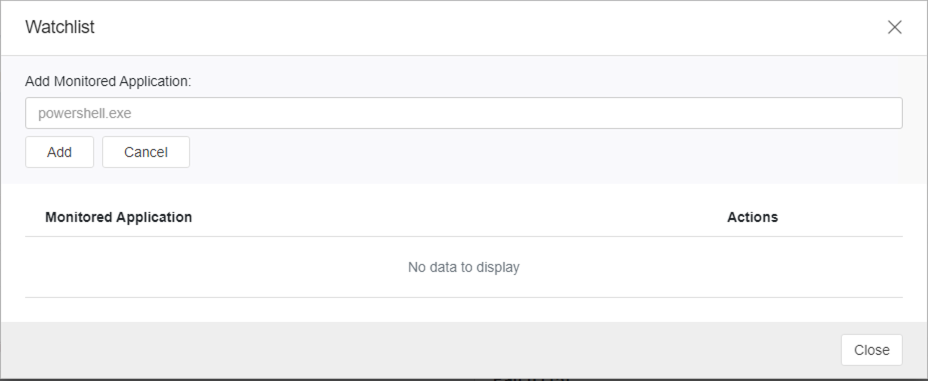 Watchlist
Add Monitored Application:
powershell.exe
Add Cancel
Monitored Application Actions
No data to display
Close